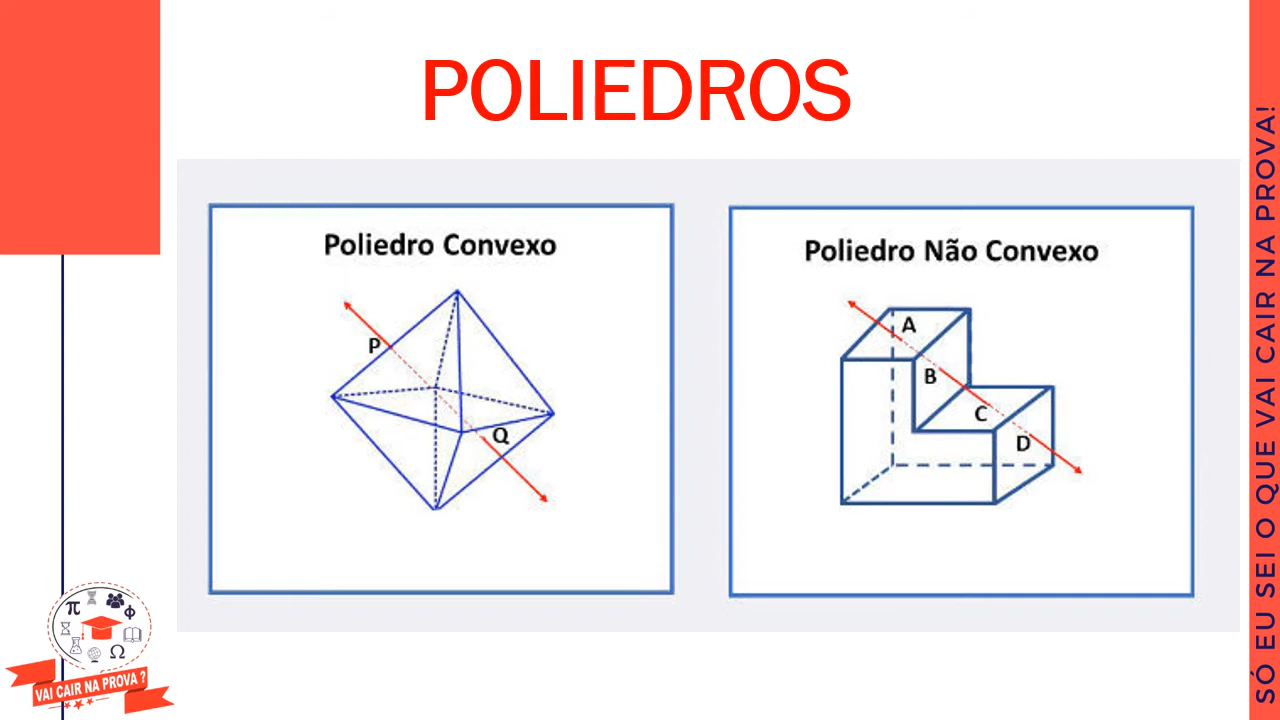 POLIEDROS
Poliedro Convexo
P
Q
Poliedro Não Convexo
A
B
C
D
SÓ EU SEI O QUE VAI CAIR NA PROVA!
π
Φ
Ω
VAI CAIR NA PROVA ?